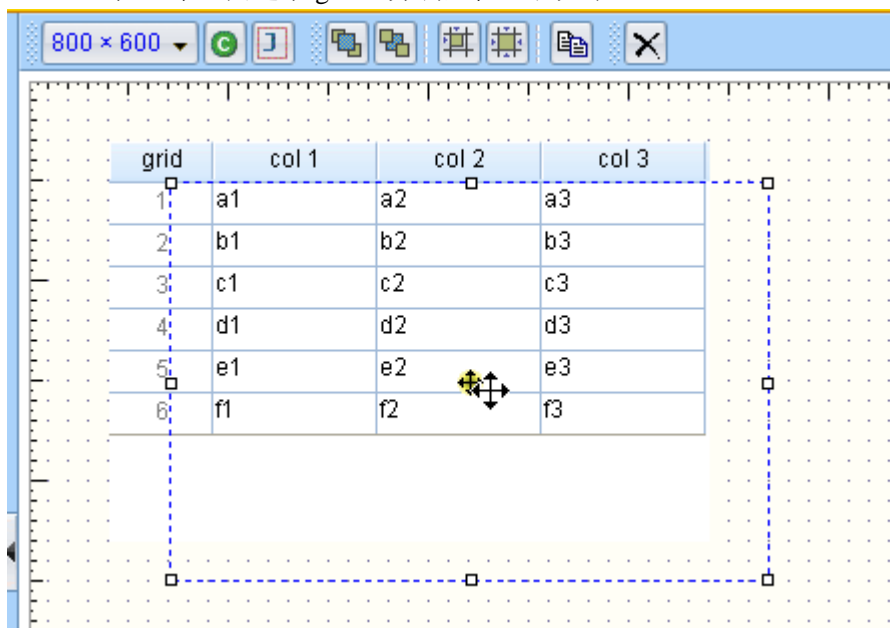 800 × 600
C J
grid col 1 col 2 col 3
1 a1 a2 a3
2 b1 b2 b3
3 c1 c2 c3
4 d1 d2 d3
5 e1 e2 e3
6 f1 f2 f3